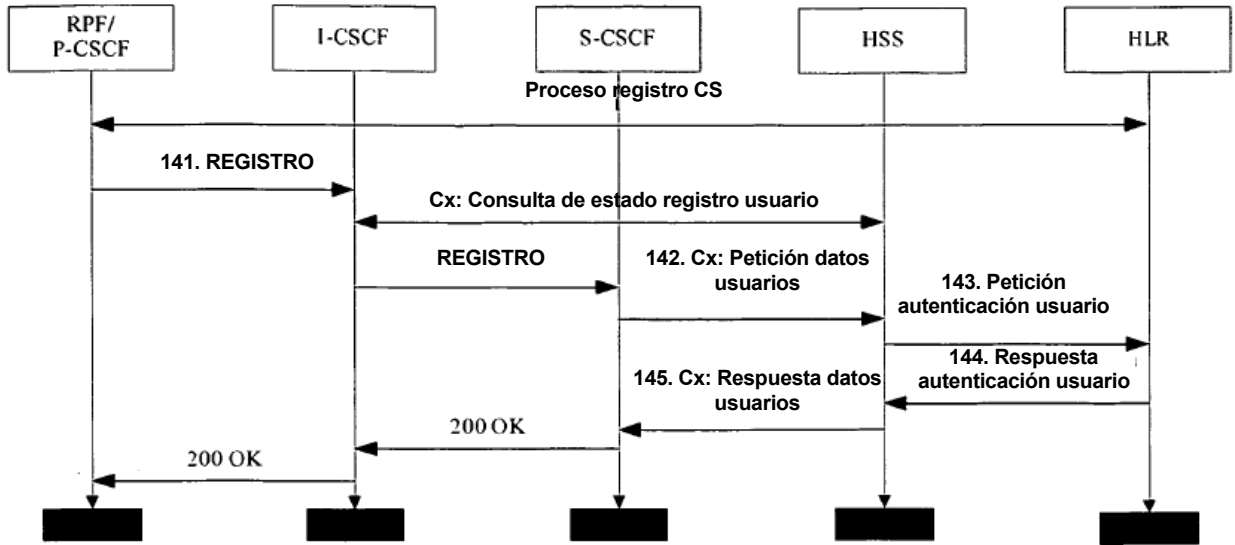 RPF/
P-CSCF
I-CSCF
S-CSCF
HSS
HLR
Proceso registro CS
141. REGISTRO
Cx: Consulta de estado registro usuario
REGISTRO
142. Cx: Petición datos
usuarios
143. Petición
autenticación usuario
144. Respuesta
autenticación usuario
145. Cx: Respuesta datos
usuarios
200 OK
200 OK